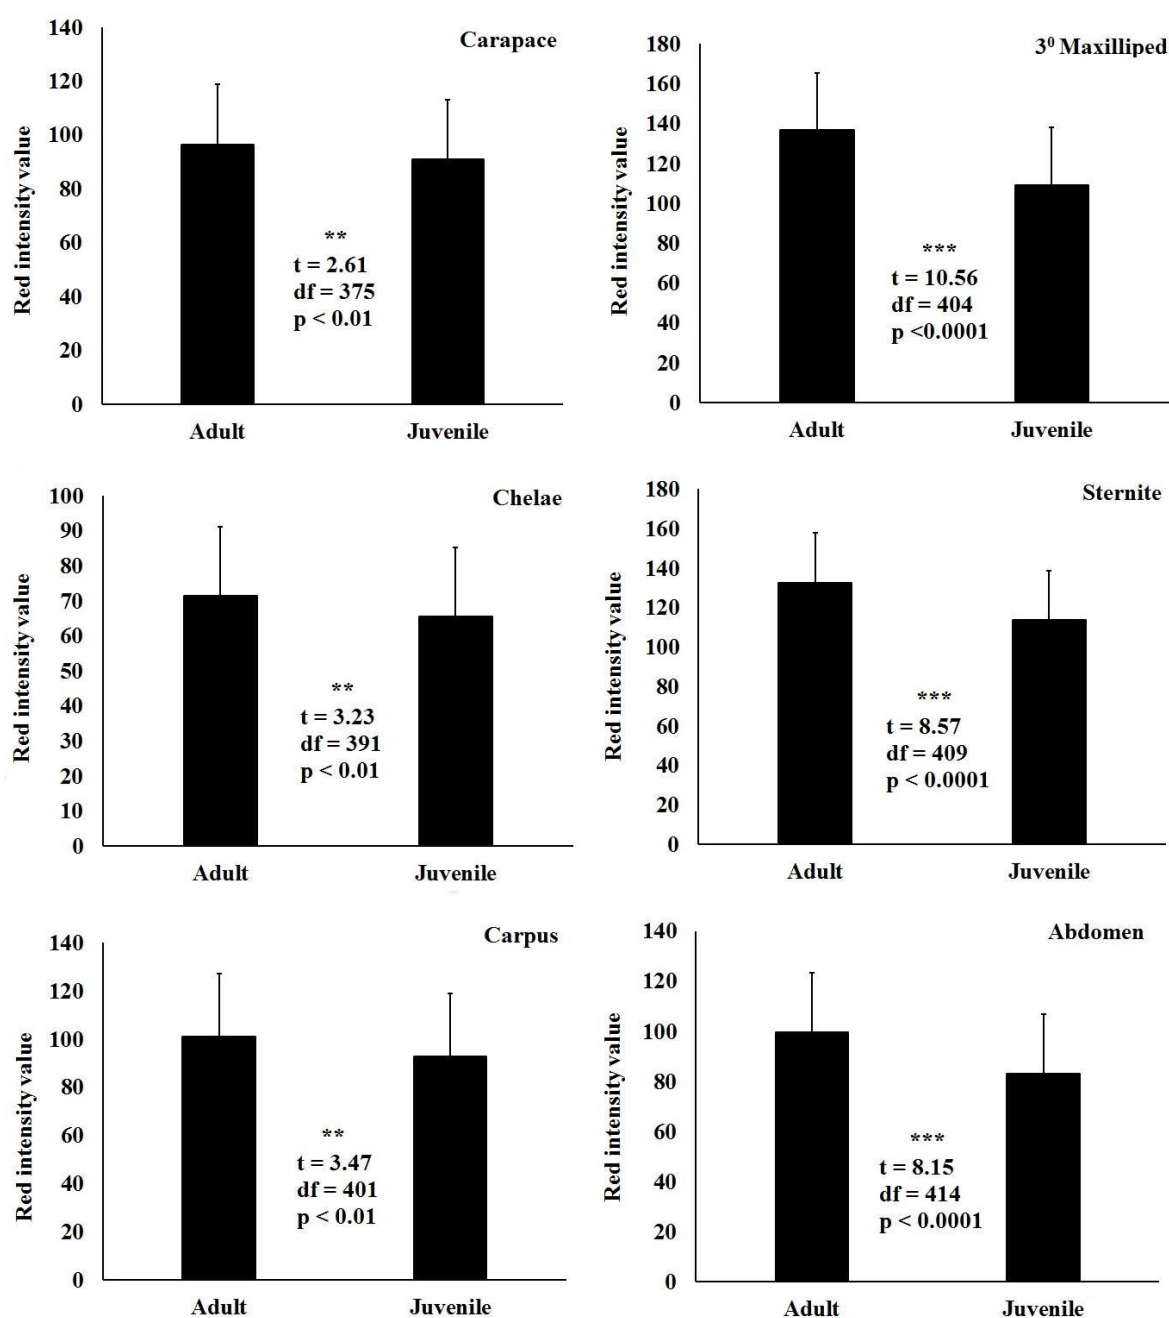 Carapace
Red intensity value
140
120
100
80
60
40
20
0
**
t = 2.61
df = 375
p < 0.01
Adult Juvenile
3⁰ Maxilliped
Red intensity value
180
160
140
120
100
80
60
40
20
0
***
t = 10.56
df = 404
p <0.0001
Adult Juvenile
Chelae
Red intensity value
100
90
80
70
60
50
40
30
20
10
0
**
t = 3.23
df = 391
p < 0.01
Adult Juvenile
Sternite
Red intensity value
180
160
140
120
100
80
60
40
20
0
***
t = 8.57
df = 409
p < 0.0001
Adult Juvenile
Carpus
Red intensity value
140
120
100
80
60
40
20
0
**
t = 3.47
df = 401
p < 0.01
Adult Juvenile
Abdomen
Red intensity value
140
120
100
80
60
40
20
0
***
t = 8.15
df = 414
p < 0.0001
Adult Juvenile